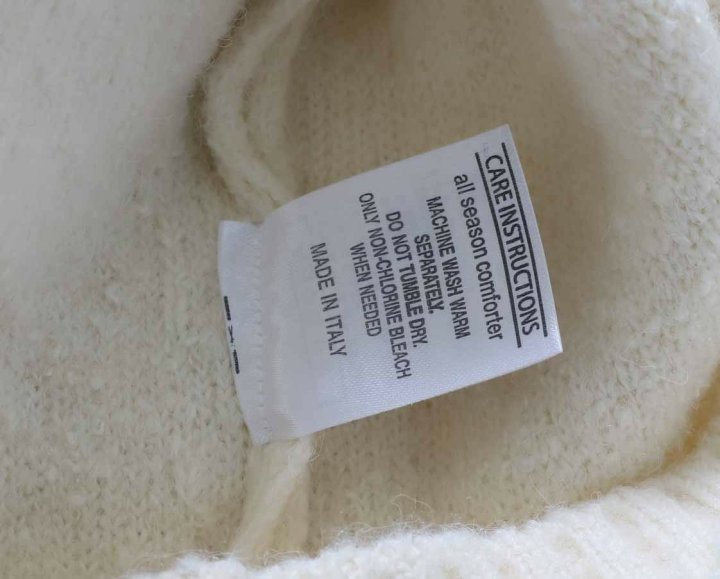 CARE INSTRUCTIONS
all season comforter
MACHINE WASH WARM
SEPARATELY.
DO NOT TUMBLE DRY.
ONLY NON-CHLORINE BLEACH
WHEN NEEDED
MADE IN ITALY